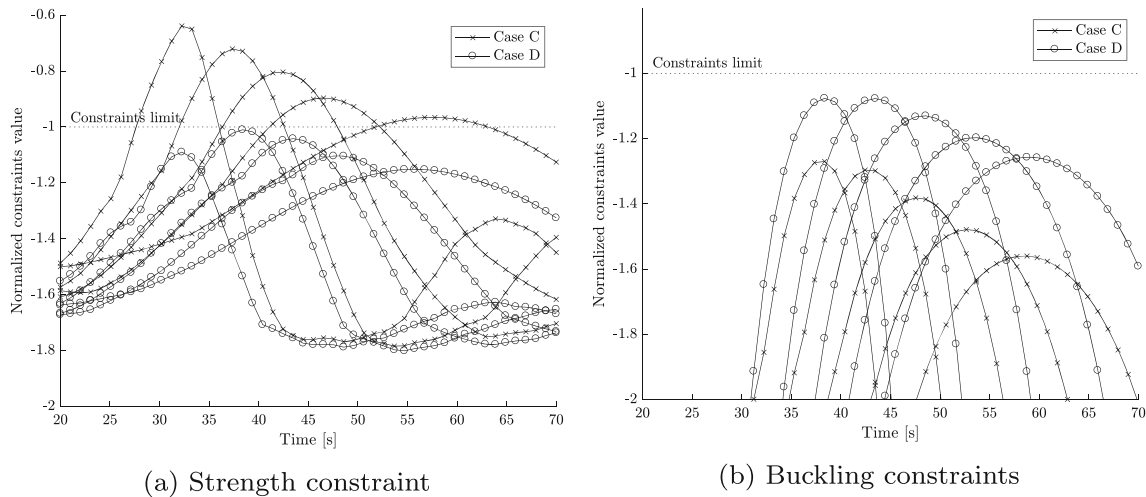 -0.6
-0.8
-1
-1.2
-1.4
-1.6
-1.8
-2
Normalized constraints value
Constraints limit
Case C
Case D
20 25 30 35 40 45 50 55 60 65 70
Time [s]
(a) Strength constraint
-1
-1.2
-1.4
-1.6
-1.8
-2
Normalized constraints value
Constraints limit
Case C
Case D
20 25 30 35 40 45 50 55 60 65 70
Time [s]
(b) Buckling constraints